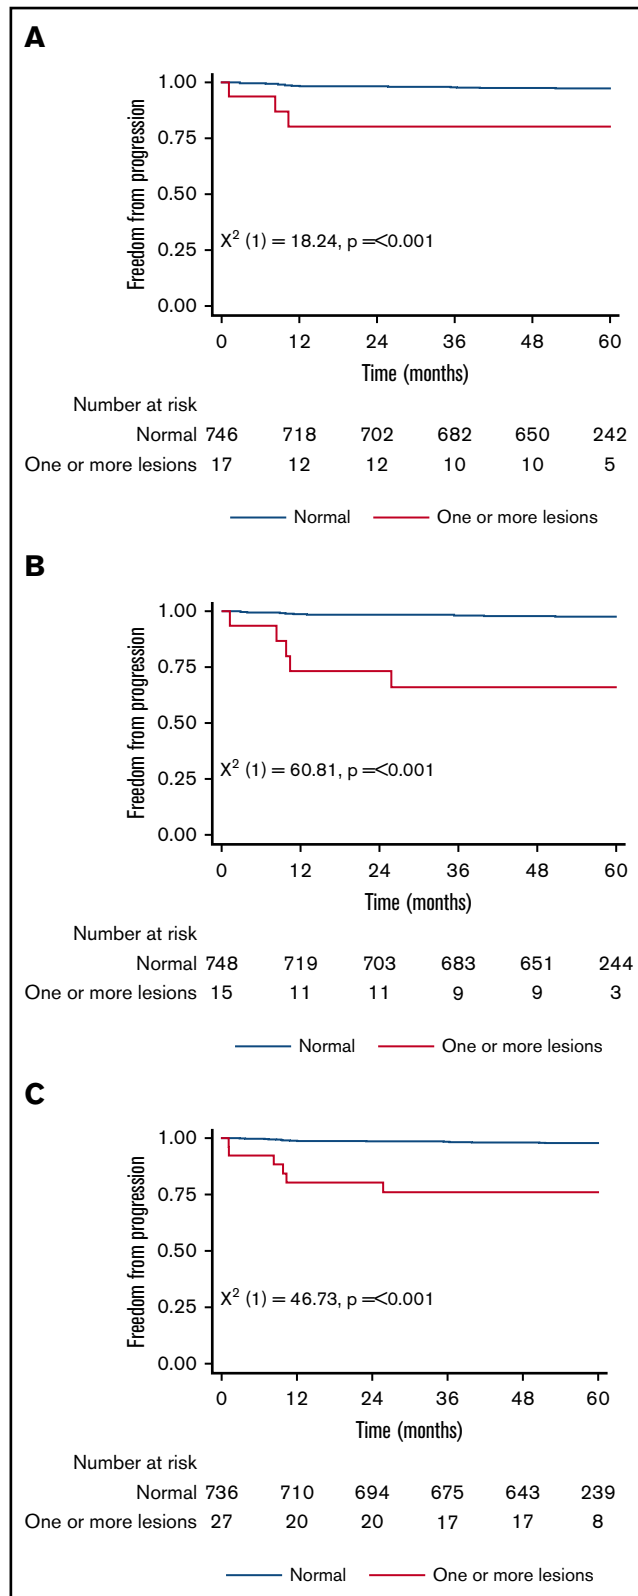 A
1.00
0.75
0.50
0.25
0.00
Freedom from progression
X² (1) = 18.24, p =<0.001
0 12 24 36 48 60
Time (months)
Number at risk
Normal 746 718 702 682 650 242
One or more lesions 17 12 12 10 10 5
Normal One or more lesions
B
1.00
0.75
0.50
0.25
0.00
Freedom from progression
X² (1) = 60.81, p =<0.001
0 12 24 36 48 60
Time (months)
Number at risk
Normal 748 719 703 683 651 244
One or more lesions 15 11 11 9 9 3
Normal One or more lesions
C
1.00
0.75
0.50
0.25
0.00
Freedom from progression
X² (1) = 46.73, p =<0.001
0 12 24 36 48 60
Time (months)
Number at risk
Normal 736 710 694 675 643 239
One or more lesions 27 20 20 17 17 8
Normal One or more lesions